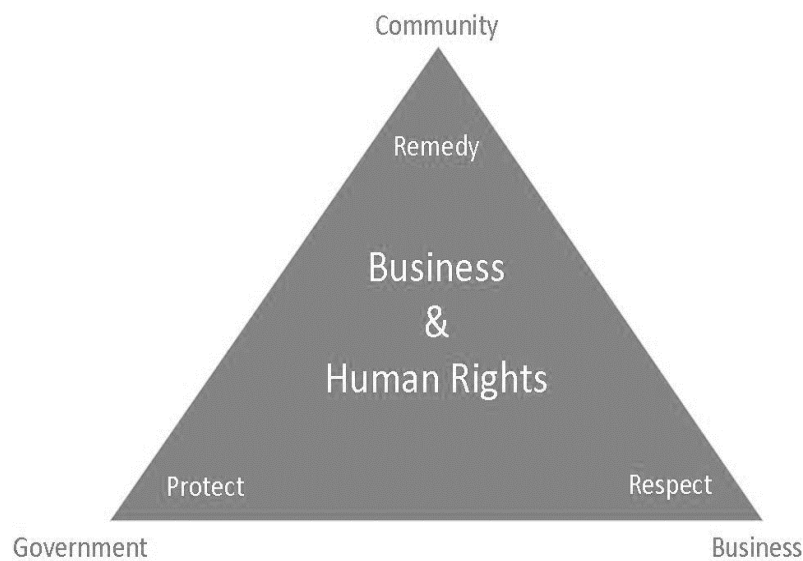 Community
Remedy
Business
&
Human Rights
Protect
Respect
Government
Business